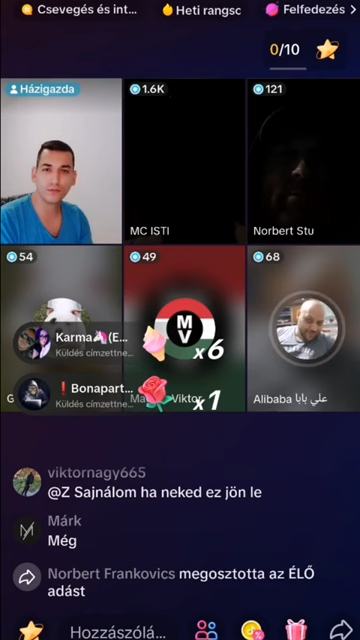 Csevegés és int...
Heti rangsc
Felfedezés
0/10
Házigazda
1.6K
121
MC ISTI
Norbert Stu
54
49
68
M
V
Karma🦄(E...
Küldés címzettne...
x6
❗Bonapart...
Küldés címzettne...
x1
G
Viktor
Alibaba علي بابا
viktornagy665
@Z Sajnálom ha neked ez jön le
Márk
Még
Norbert Frankovics megosztotta az ÉLŐ
adást
Hozzászólá...